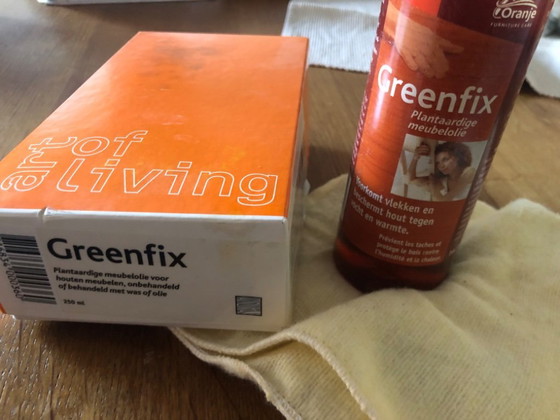 art of
living
Greenfix
Plantaardige meubelolie voor
houten meubelen, onbehandeld
of behandeld met was of olie
250 ml
Oranje
FURNITURE CARE
Greenfix
Plantaardige
meubelolie
vlekken en
beschermt hout tegen
vocht en warmte.
Prévient les taches et
protège le bois contre
l'humidité et la chaleur.